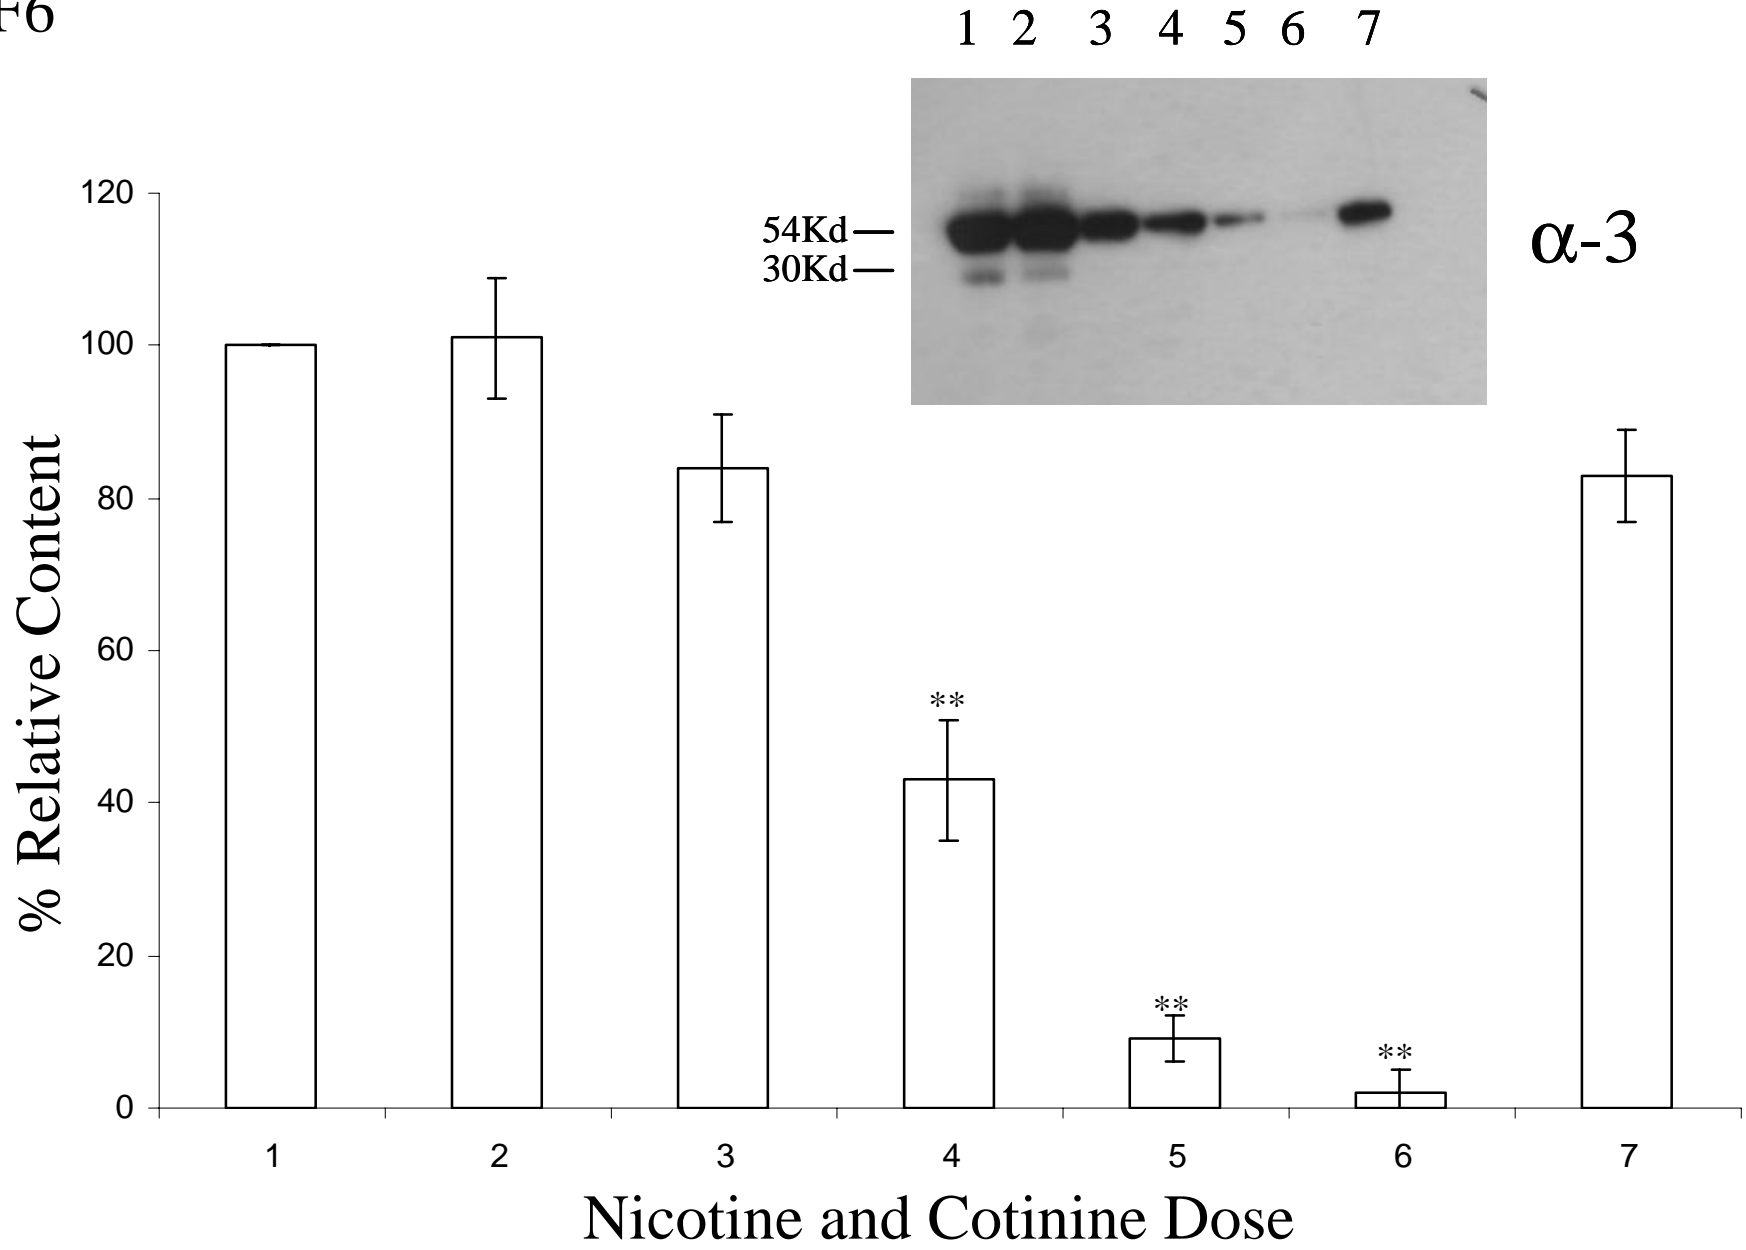 F6
1 2 3 4 5 6 7
54Kd
30Kd
α-3
120
100
80
60
40
20
0
% Relative Content
**
**
**
1 2 3 4 5 6 7
Nicotine and Cotinine Dose